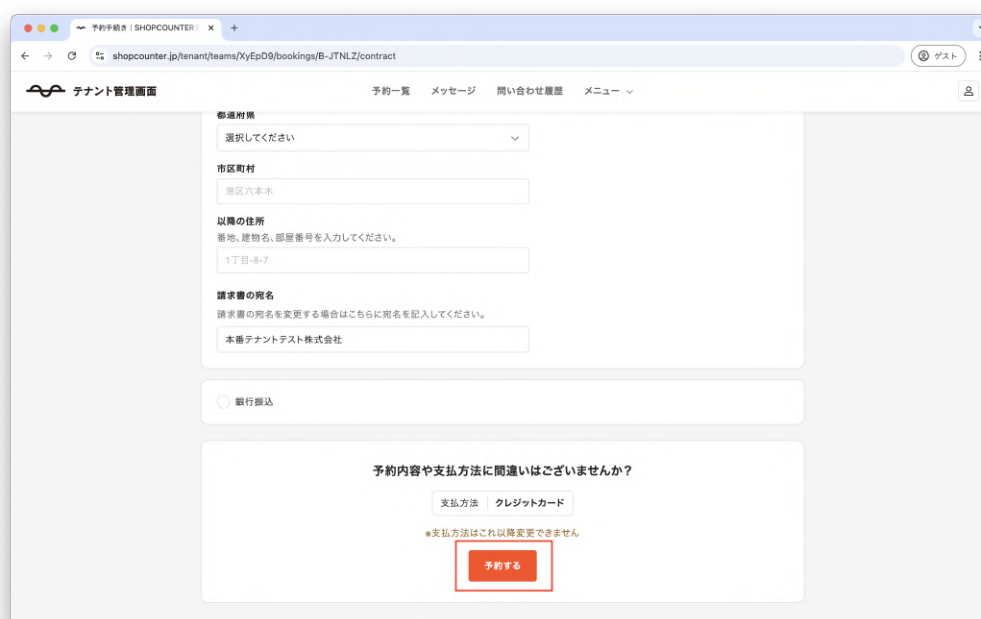 予約手続き | SHOPCOUNTER
shopcounter.jp/tenant/teams/XyEpD9/bookings/B-JTNLZ/contract
ゲスト
テナント管理画面
予約一覧 メッセージ 問い合わせ履歴 メニュー
都道府県
選択してください
市区町村
港区六本木
以降の住所
番地、建物名、部屋番号を入力してください。
1丁目-8-7
請求書の宛名
請求書の宛名を変更する場合はこちらに宛名を記入してください。
本番テナントテスト株式会社
銀行振込
予約内容や支払方法に間違いはございませんか？
支払方法 クレジットカード
*支払方法はこれ以降変更できません
予約する